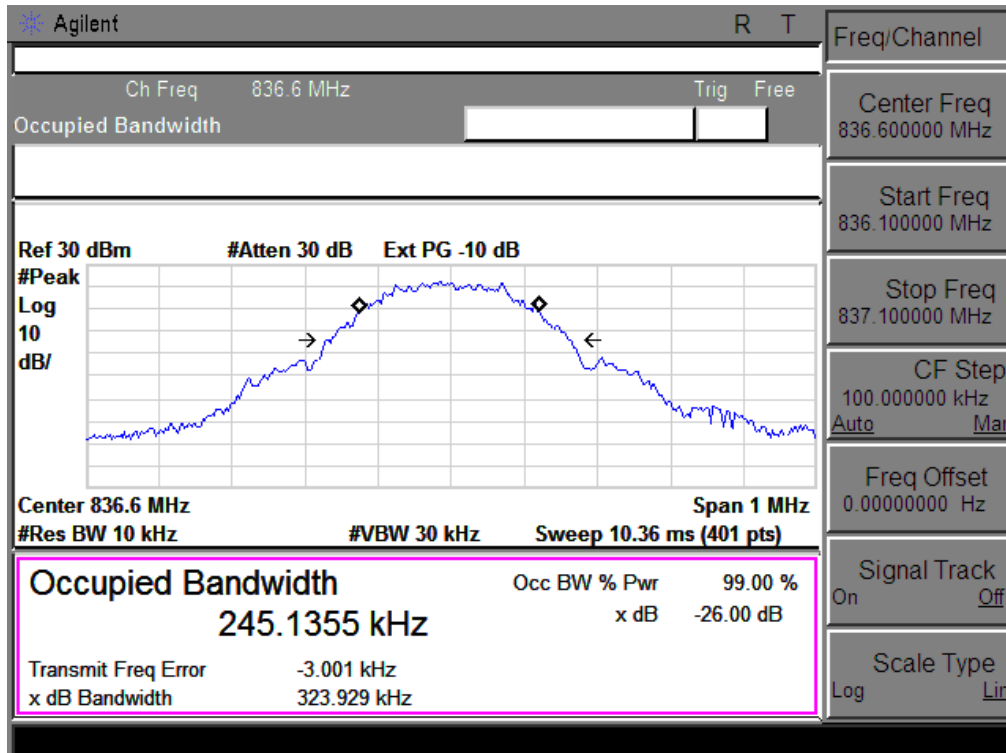 Agilent R T
Ch Freq 836.6 MHz Trig Free
Occupied Bandwidth
Ref 30 dBm #Atten 30 dB Ext PG -10 dB
#Peak
Log
10
dB/
Center 836.6 MHz Span 1 MHz
#Res BW 10 kHz #VBW 30 kHz Sweep 10.36 ms (401 pts)
Occupied Bandwidth
245.1355 kHz
Occ BW % Pwr 99.00 %
x dB -26.00 dB
Transmit Freq Error -3.001 kHz
x dB Bandwidth 323.929 kHz
Freq/Channel
Center Freq
836.600000 MHz
Start Freq
836.100000 MHz
Stop Freq
837.100000 MHz
CF Step
100.000000 kHz
Auto Man
Freq Offset
0.00000000 Hz
Signal Track
On Off
Scale Type
Log Lin